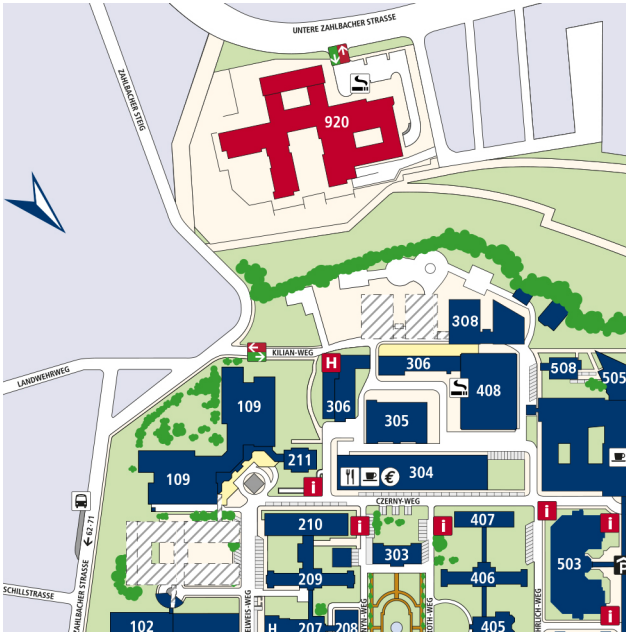 UNTERE ZAHLBACHER STRASSE
ZAHLBACHER STEIG
920
308
KILIAN-WEG
LANDWEHRWEG
H
306
508
505
109
306
408
305
211
109
304
€
i
CZERNY-WEG
62-71
210
i
i
407
i
i
303
503
209
406
SCHILLSTRASSE
ZAHLBACHER STRASSE
102
H
207
208
405
i